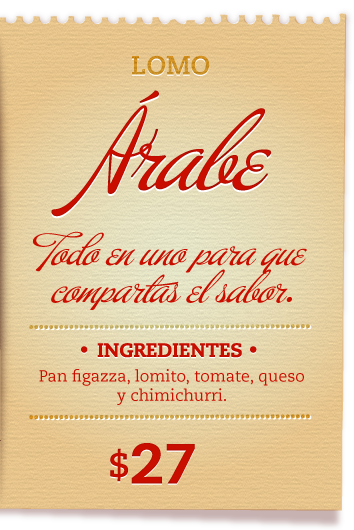 LOMO
Árabe
Todo en uno para que
compartas el sabor.
• INGREDIENTES •
Pan figazza, lomito, tomate, queso
y chimichurri.
$27